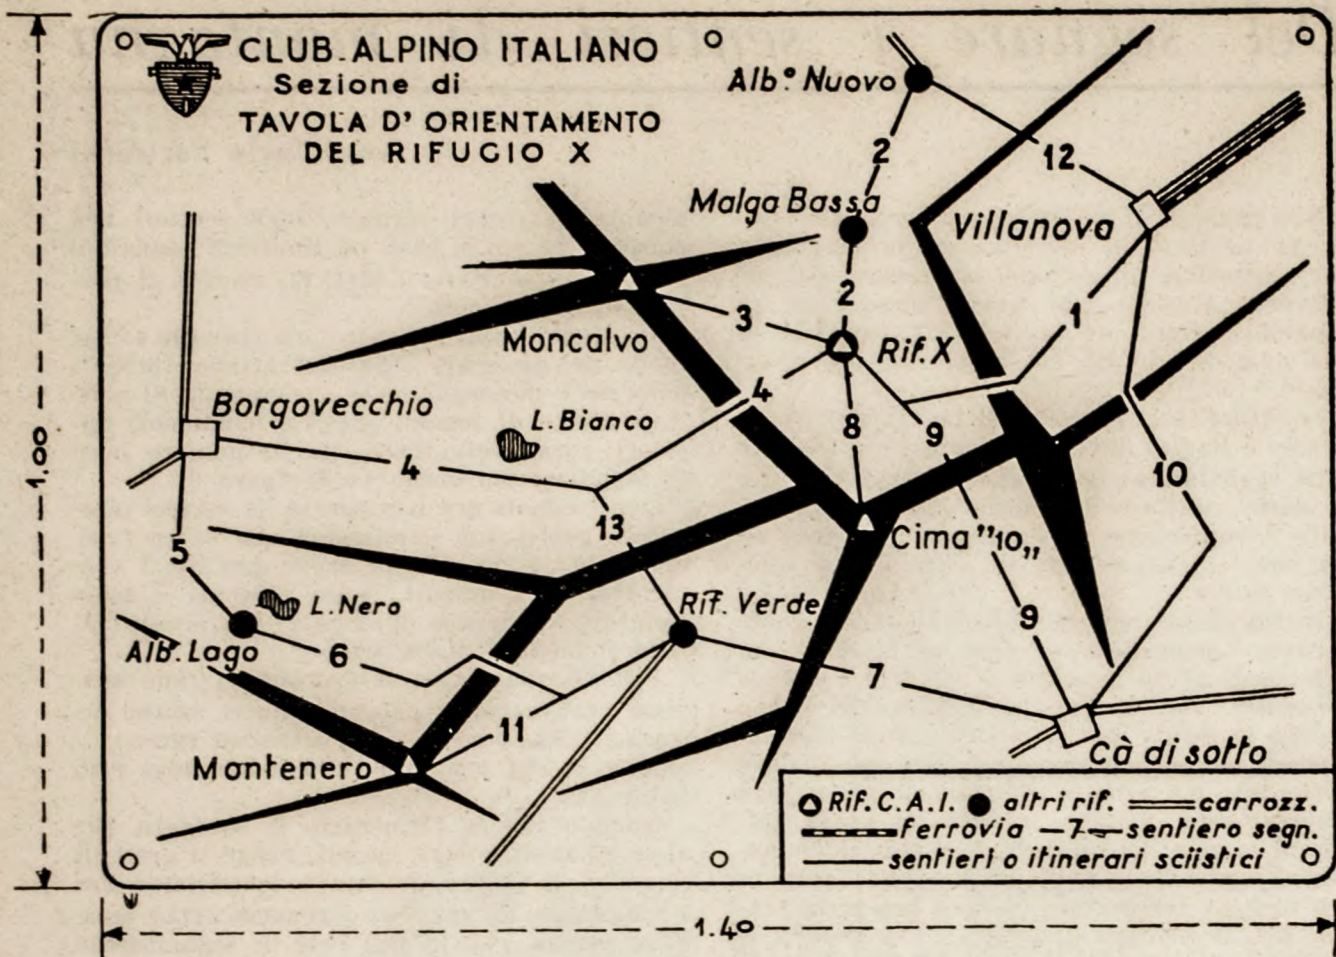 CLUB ALPINO ITALIANO
Sezione di
TAVOLA D' ORIENTAMENTO
DEL RIFUGIO X
Alb.° Nuovo
2
12
Malga Bassa
Villanova
2
3
1
Moncalvo
Rif. X
4
Borgovecchio
L. Bianco
8
9
4
10
13
Cima "10„
5
L. Nero
Rif. Verde
9
Alb. Lago
6
7
11
Montenero
Cà di sotto
Rif. C.A.I. altri rif. carrozz.
ferrovia —7— sentiero segn.
sentieri o itinerari sciistici
1.00
1.40